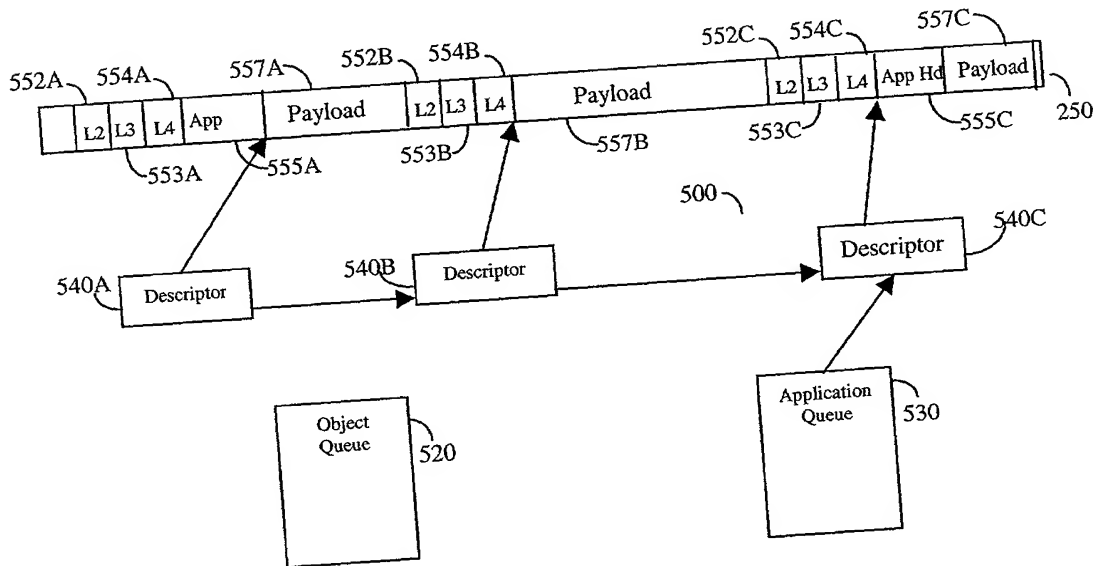 552A 554A 557A 552B 554B 552C 554C 557C
L2 L3 L4 App Payload L2 L3 L4 Payload L2 L3 L4 App Hd Payload
553A 555A 553B 557B 553C 555C 250
500
540A Descriptor 540B Descriptor Descriptor 540C
Object
Queue
520
Application
Queue
530